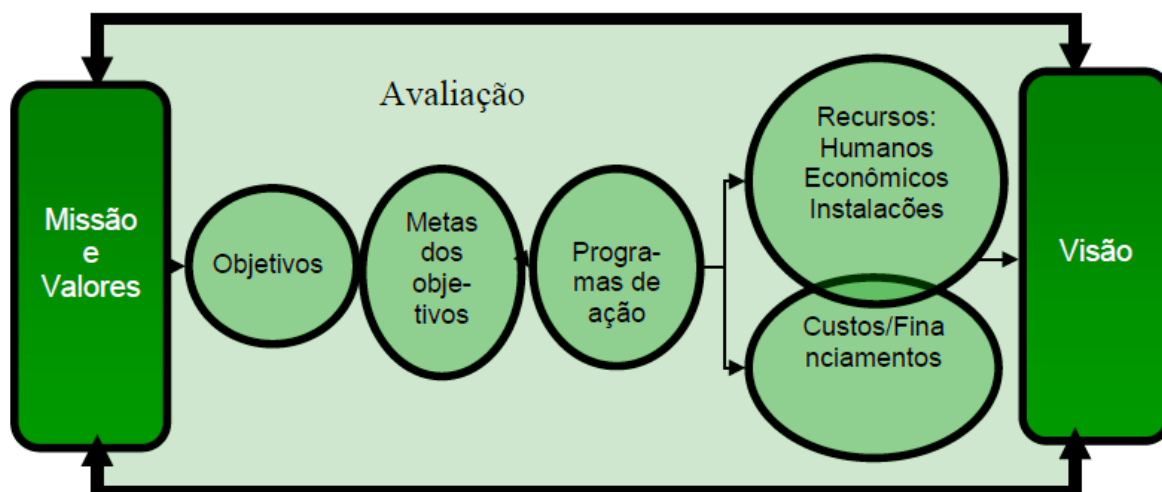 Avaliação
Missão
e
Valores
Objetivos
Metas
dos
obje-
tivos
Progra-
mas de
ação
Recursos:
Humanos
Econômicos
Instalacões
Custos/Fina
nciamentos
Visão